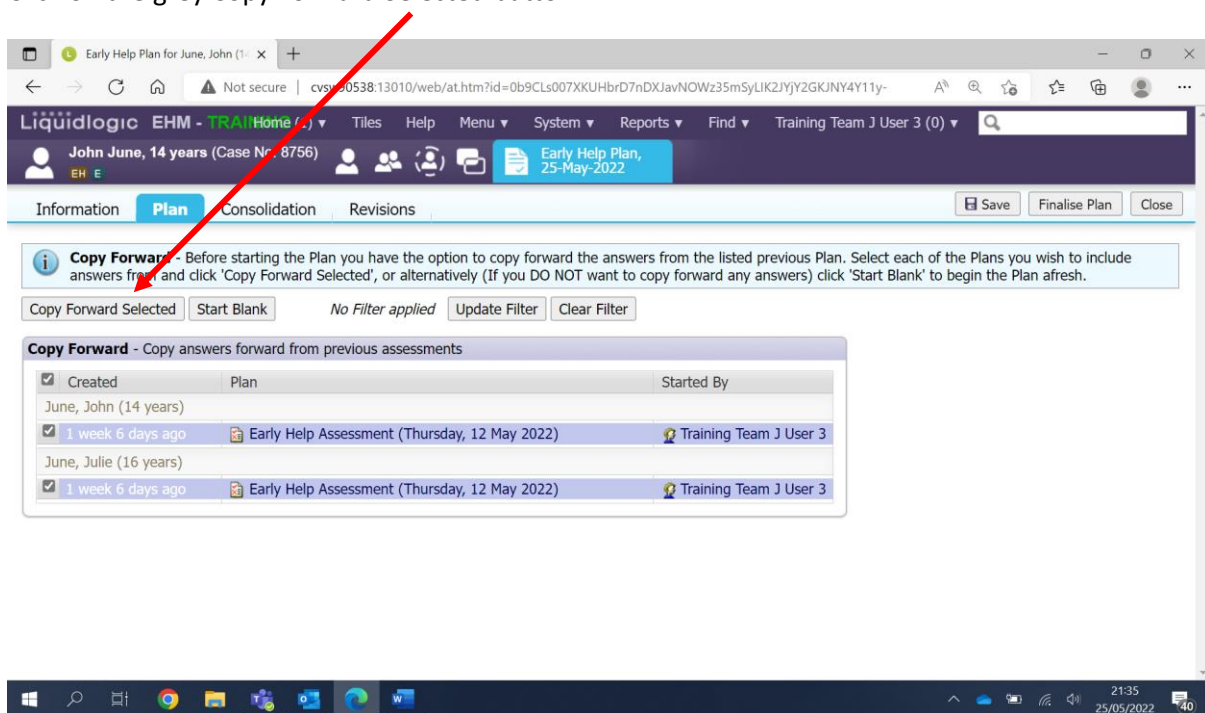 Early Help Plan for June, John (14
Not secure | cvsw00538:13010/web/at.htm?id=0b9CLs007XKUHbrD7nDXJavNOWz35mSyLIK2JYjY2GKJNY4Y11y-
Liquidlogic EHM - TRAI Home (1) Tiles Help Menu System Reports Find Training Team J User 3 (0)
John June, 14 years (Case No. 8756)
EH E
Early Help Plan,
25-May-2022
Information Plan Consolidation Revisions Save Finalise Plan Close
Copy Forward - Before starting the Plan you have the option to copy forward the answers from the listed previous Plan. Select each of the Plans you wish to include
answers from and click 'Copy Forward Selected', or alternatively (If you DO NOT want to copy forward any answers) click 'Start Blank' to begin the Plan afresh.
Copy Forward Selected Start Blank No Filter applied Update Filter Clear Filter
Copy Forward - Copy answers forward from previous assessments
Created Plan Started By
June, John (14 years)
1 week 6 days ago Early Help Assessment (Thursday, 12 May 2022) Training Team J User 3
June, Julie (16 years)
1 week 6 days ago Early Help Assessment (Thursday, 12 May 2022) Training Team J User 3
21:35
25/05/2022
40